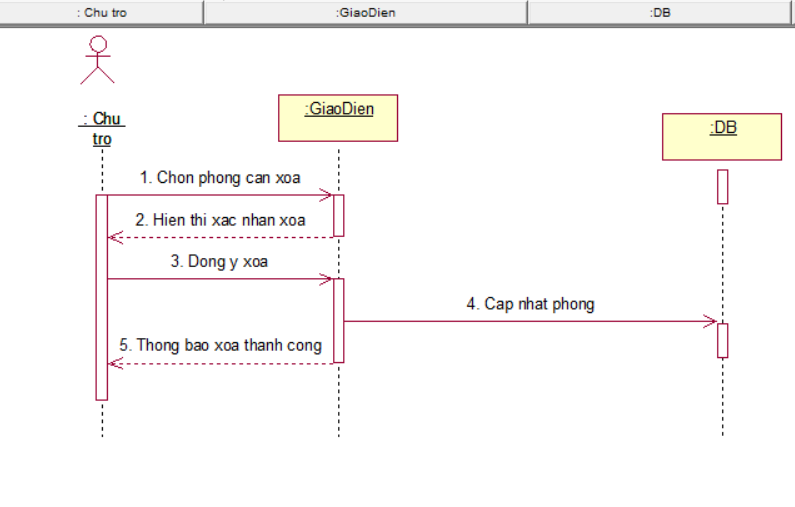 : Chu tro
:GiaoDien
:DB
: Chu
tro
:GiaoDien
:DB
1. Chon phong can xoa
2. Hien thi xac nhan xoa
3. Dong y xoa
4. Cap nhat phong
5. Thong bao xoa thanh cong